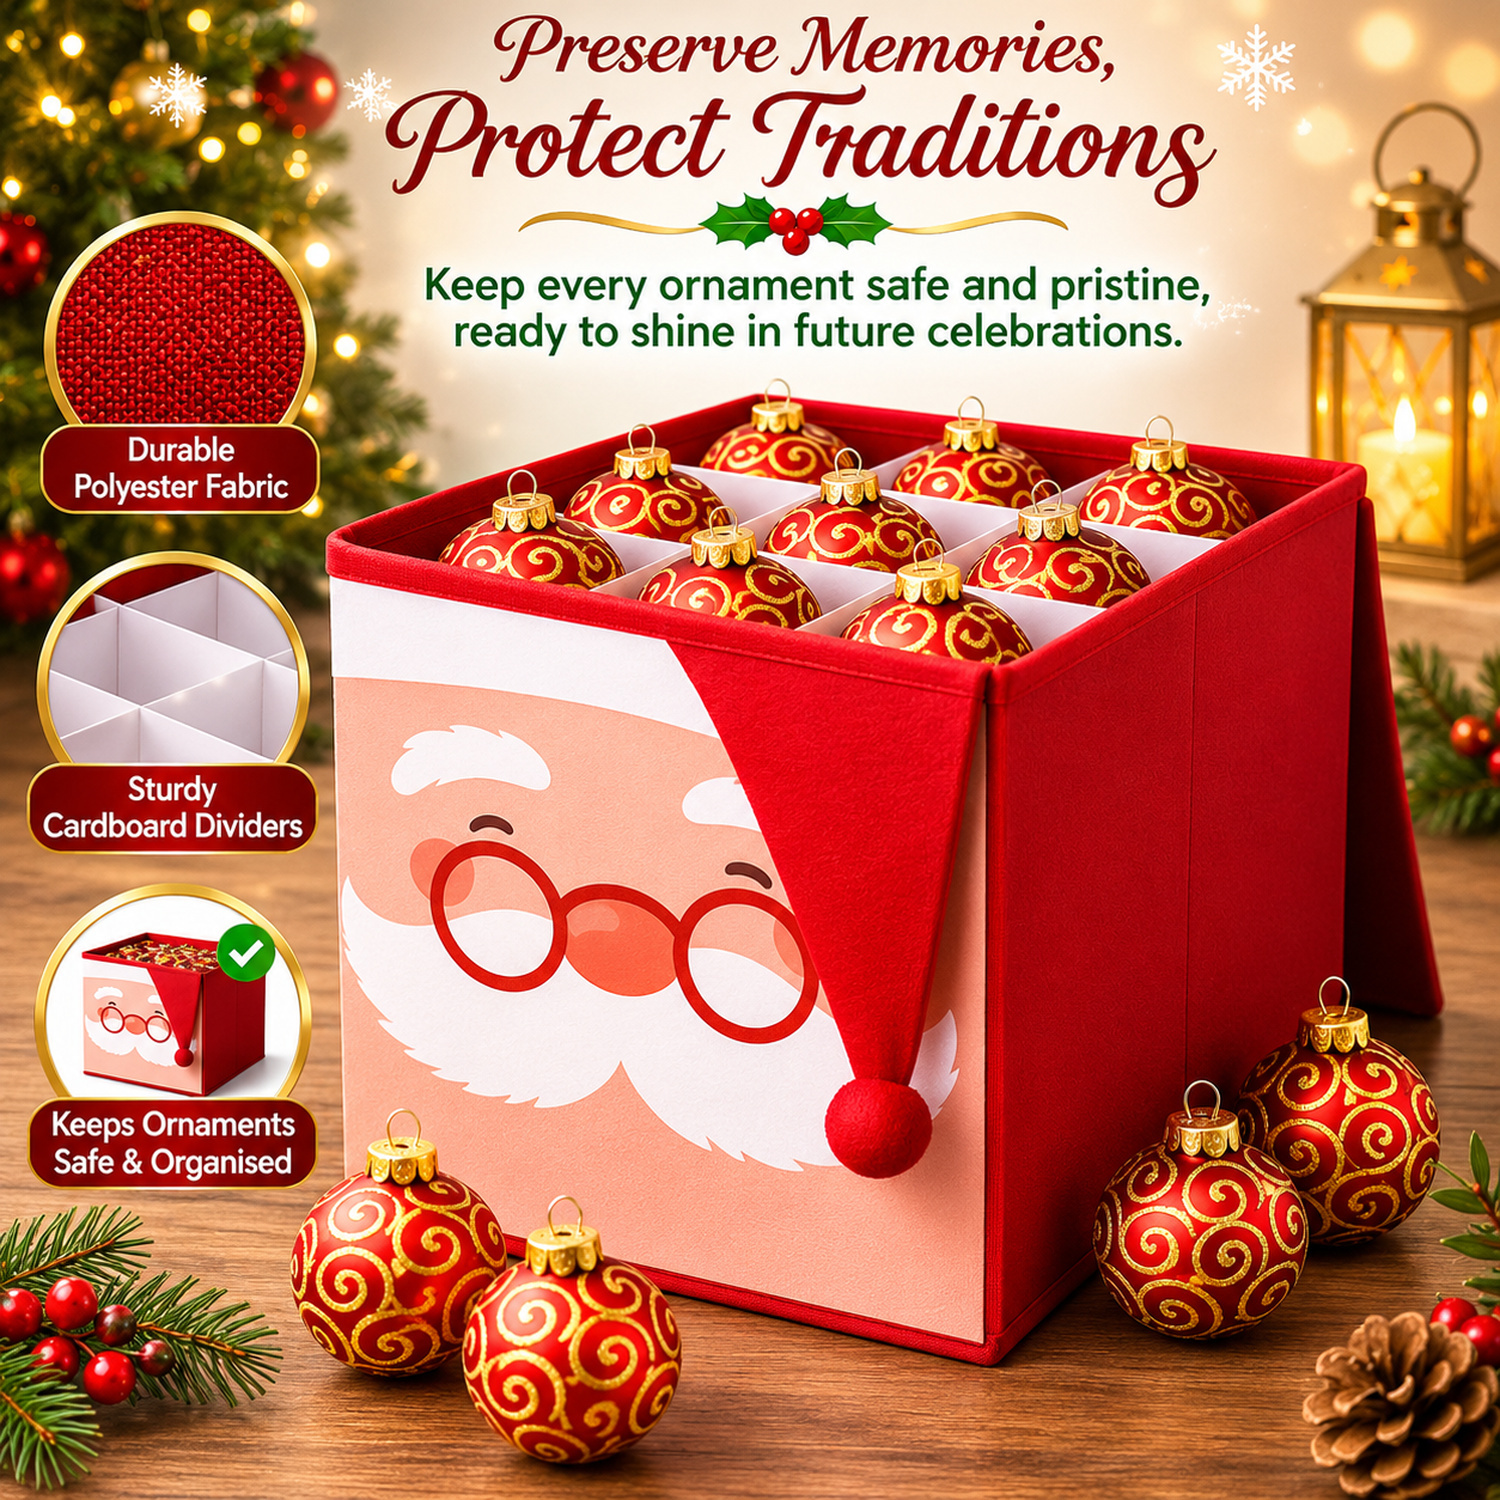 Preserve Memories,
Protect Traditions
Keep every ornament safe and pristine,
ready to shine in future celebrations.
Durable
Polyester Fabric
Sturdy
Cardboard Dividers
Keeps Ornaments
Safe & Organised